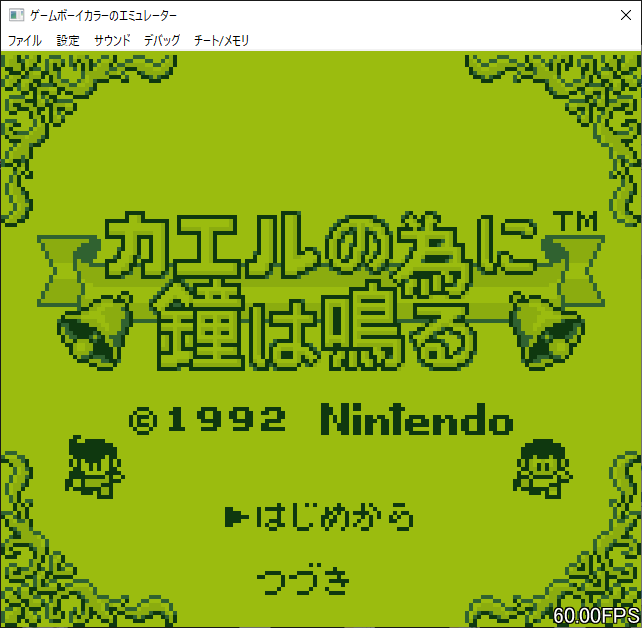 ゲームボーイカラーのエミュレーター
ファイル 設定 サウンド デバッグ チート/メモリ
カエルの為に™
鐘は鳴る
©1992 Nintendo
▶はじめから
つづき
60.00FPS